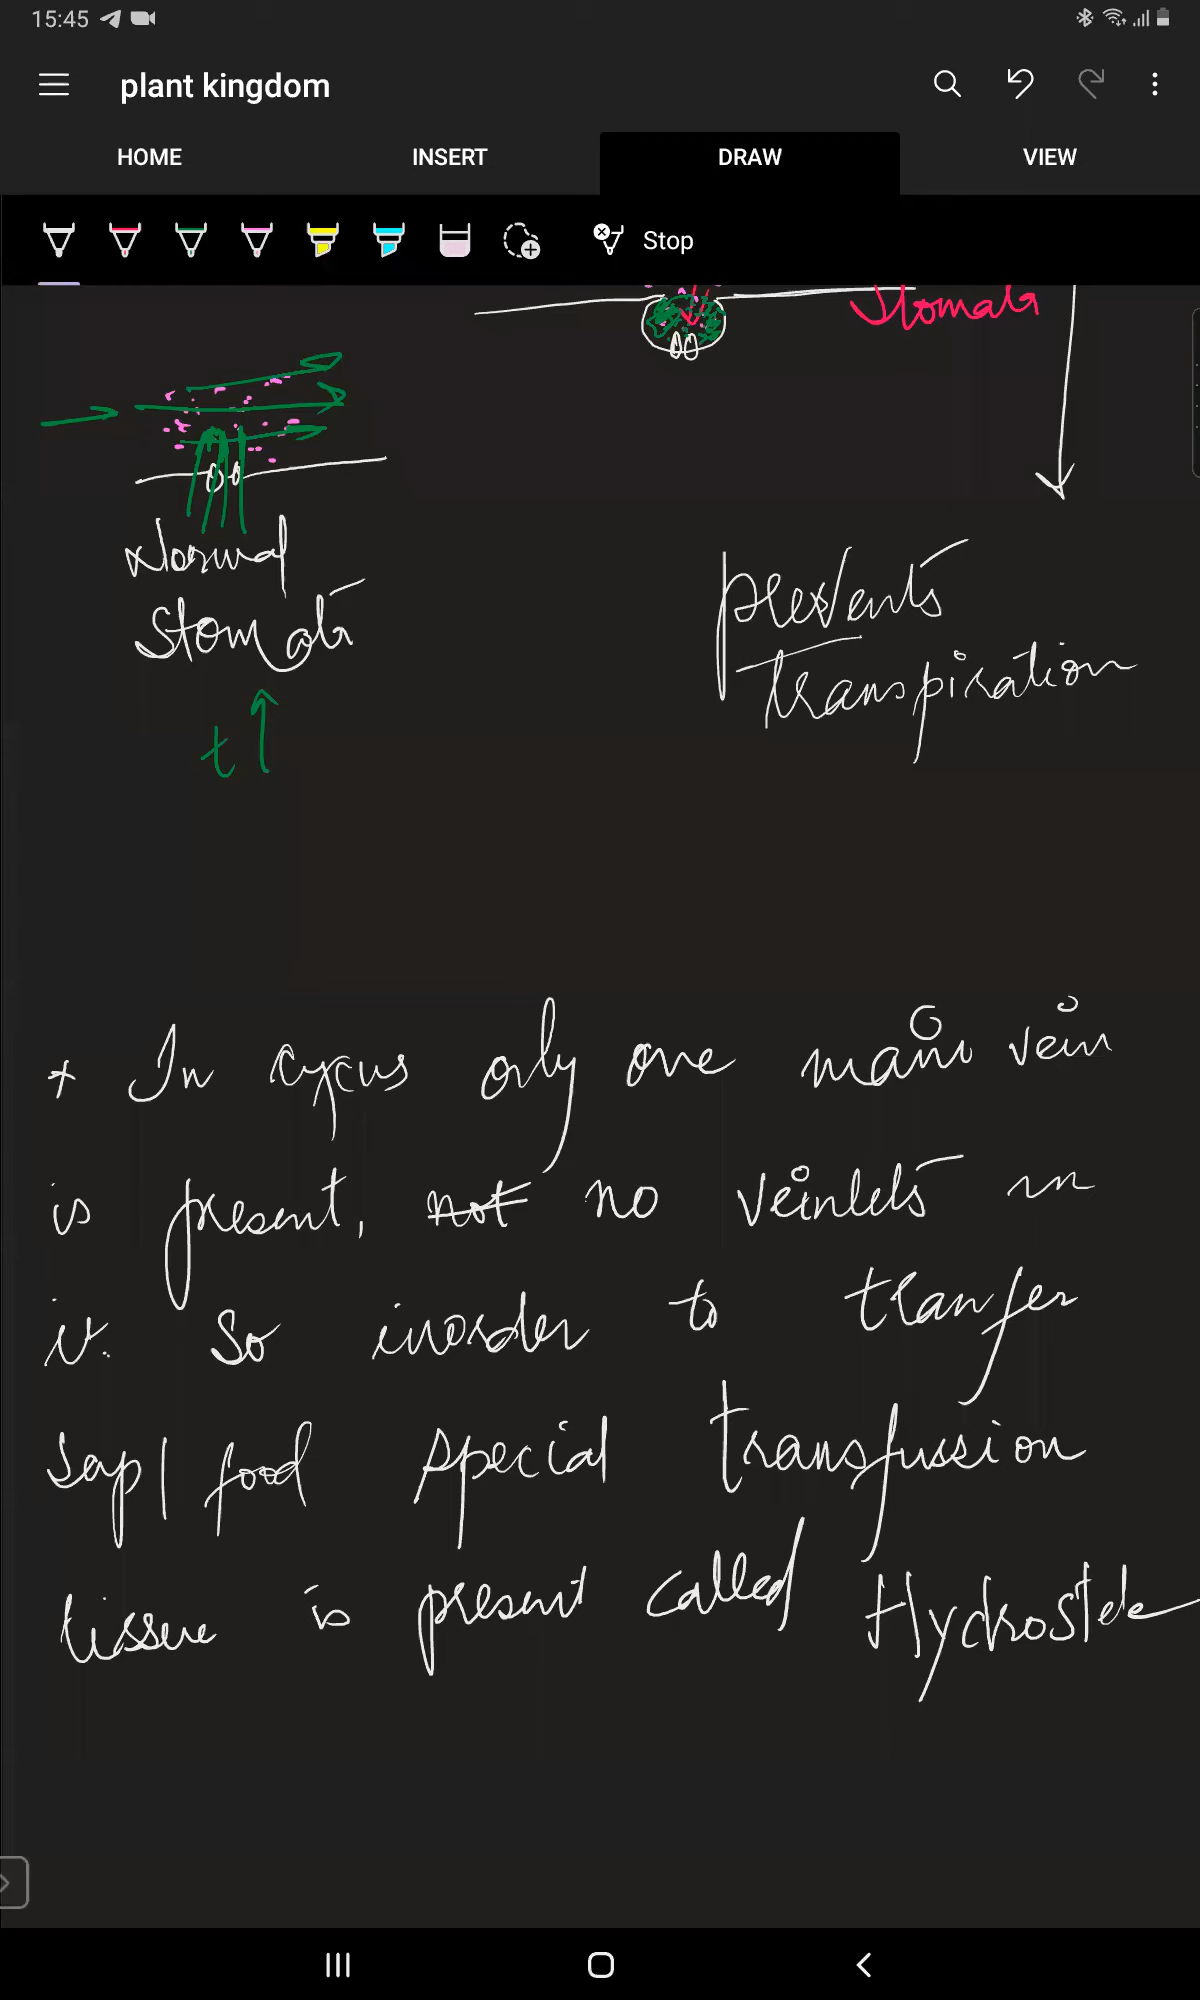 15:45
plant kingdom
HOME INSERT DRAW VIEW
Stop
Stomata
Normal
Stomata
t↑
prevents
transpiration
* In cycus only one main vein
is present, not no veinlets in
it. So inorder to tranfer
sap/food special transfussion
tissue is present called Hydrostele